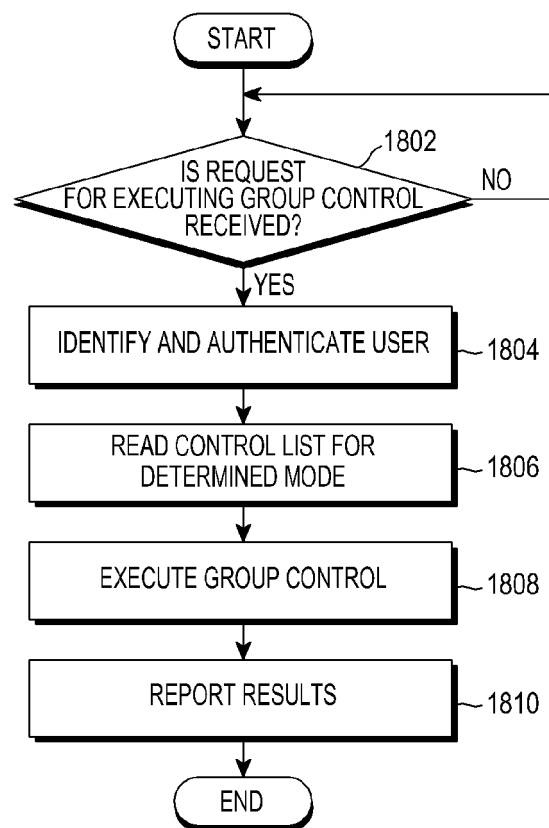 START
1802
IS REQUEST
FOR EXECUTING GROUP CONTROL
RECEIVED?
NO
YES
IDENTIFY AND AUTHENTICATE USER
1804
READ CONTROL LIST FOR
DETERMINED MODE
1806
EXECUTE GROUP CONTROL
1808
REPORT RESULTS
1810
END